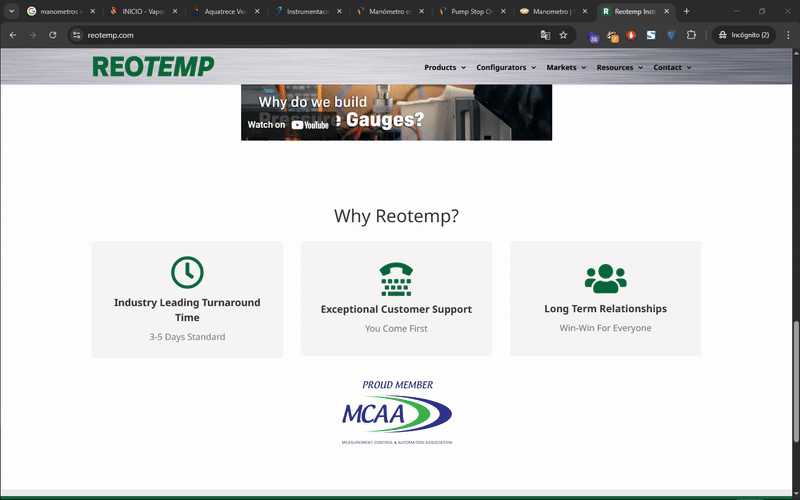 manometros
INICIO - Vapo
Aquatrece Ven
Instrumentaci
Manómetro e
Pump Stop O
Manometro |
Reotemp Inst
reotemp.com
Incógnito (2)
REOTEMP
Products
Configurators
Markets
Resources
Contact
Why do we build
Pressure Gauges?
Watch on
YouTube
Why Reotemp?
Industry Leading Turnaround
Time
3-5 Days Standard
Exceptional Customer Support
You Come First
Long Term Relationships
Win-Win For Everyone
PROUD MEMBER
MCAA
MEASUREMENT, CONTROL & AUTOMATION ASSOCIATION